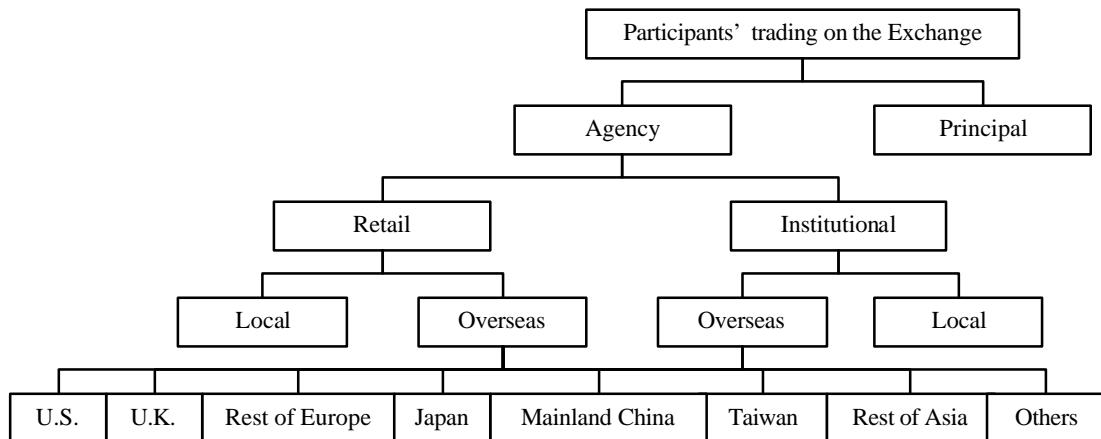 Participants’ trading on the Exchange
Agency
Principal
Retail
Institutional
Local
Overseas
Overseas
Local
U.S.
U.K.
Rest of Europe
Japan
Mainland China
Taiwan
Rest of Asia
Others